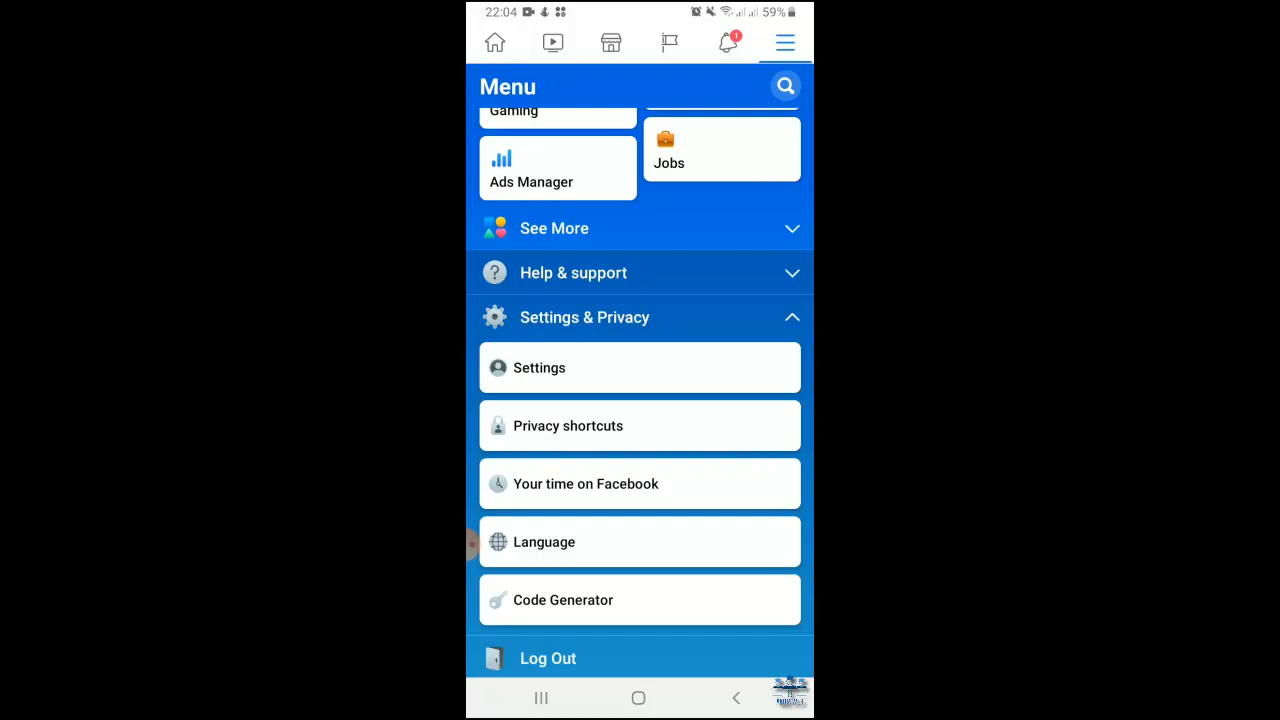 22:04
59%
1
Menu
Gaming
Jobs
Ads Manager
See More
Help & support
Settings & Privacy
Settings
Privacy shortcuts
Your time on Facebook
Language
Code Generator
Log Out